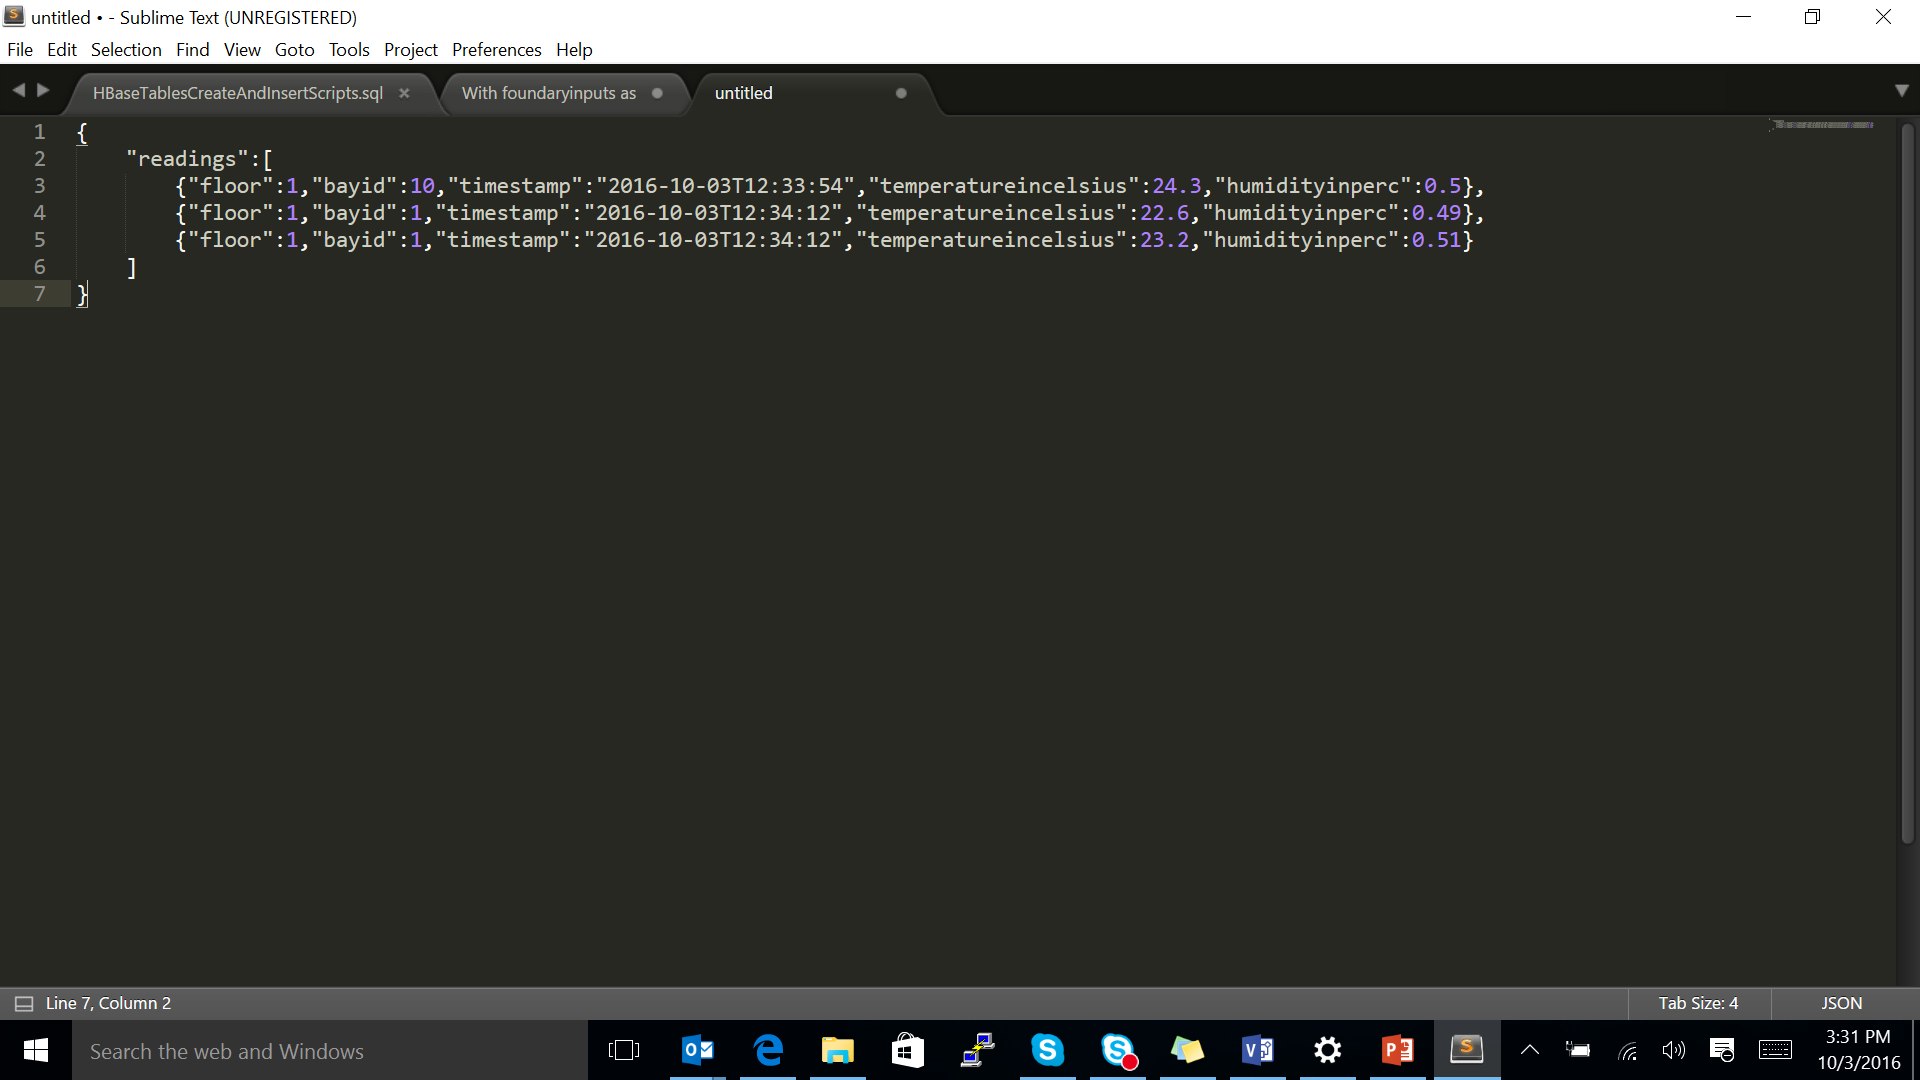 untitled • - Sublime Text (UNREGISTERED)
File Edit Selection Find View Goto Tools Project Preferences Help
HBaseTablesCreateAndInsertScripts.sql With foundaryinputs as untitled
1 {
2 "readings":[
3 {"floor":1,"bayid":10,"timestamp":"2016-10-03T12:33:54","temperatureincelsius":24.3,"humidityinperc":0.5},
4 {"floor":1,"bayid":1,"timestamp":"2016-10-03T12:34:12","temperatureincelsius":22.6,"humidityinperc":0.49},
5 {"floor":1,"bayid":1,"timestamp":"2016-10-03T12:34:12","temperatureincelsius":23.2,"humidityinperc":0.51}
6 ]
7 }
Line 7, Column 2 Tab Size: 4 JSON
Search the web and Windows
3:31 PM
10/3/2016